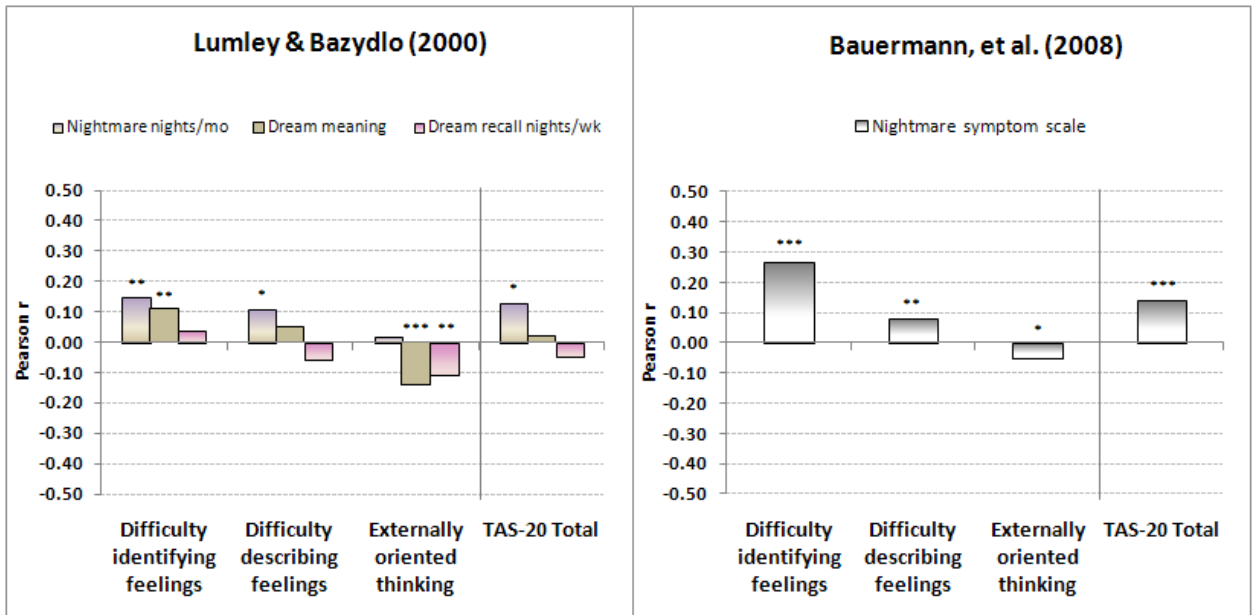 Lumley & Bazydlo (2000)
Nightmare nights/mo Dream meaning Dream recall nights/wk
Pearson r
0.50
0.40
0.30
0.20
0.10
0.00
-0.10
-0.20
-0.30
-0.40
-0.50
** ** * *** ** *
Difficulty identifying feelings
Difficulty describing feelings
Externally oriented thinking
TAS-20 Total
Bauermann, et al. (2008)
Nightmare symptom scale
Pearson r
0.50
0.40
0.30
0.20
0.10
0.00
-0.10
-0.20
-0.30
-0.40
-0.50
*** ** * ***
Difficulty identifying feelings
Difficulty describing feelings
Externally oriented thinking
TAS-20 Total